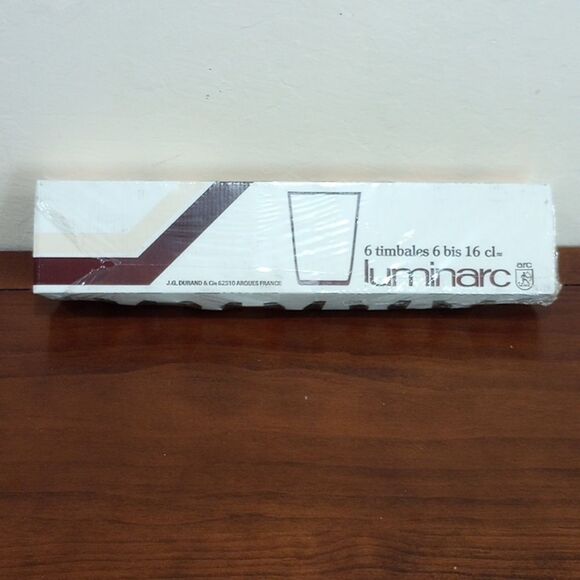 6 timbales 6 bis 16 cl≈
luminarc
arc
J.G. DURAND & Cie 62510 ARQUES FRANCE